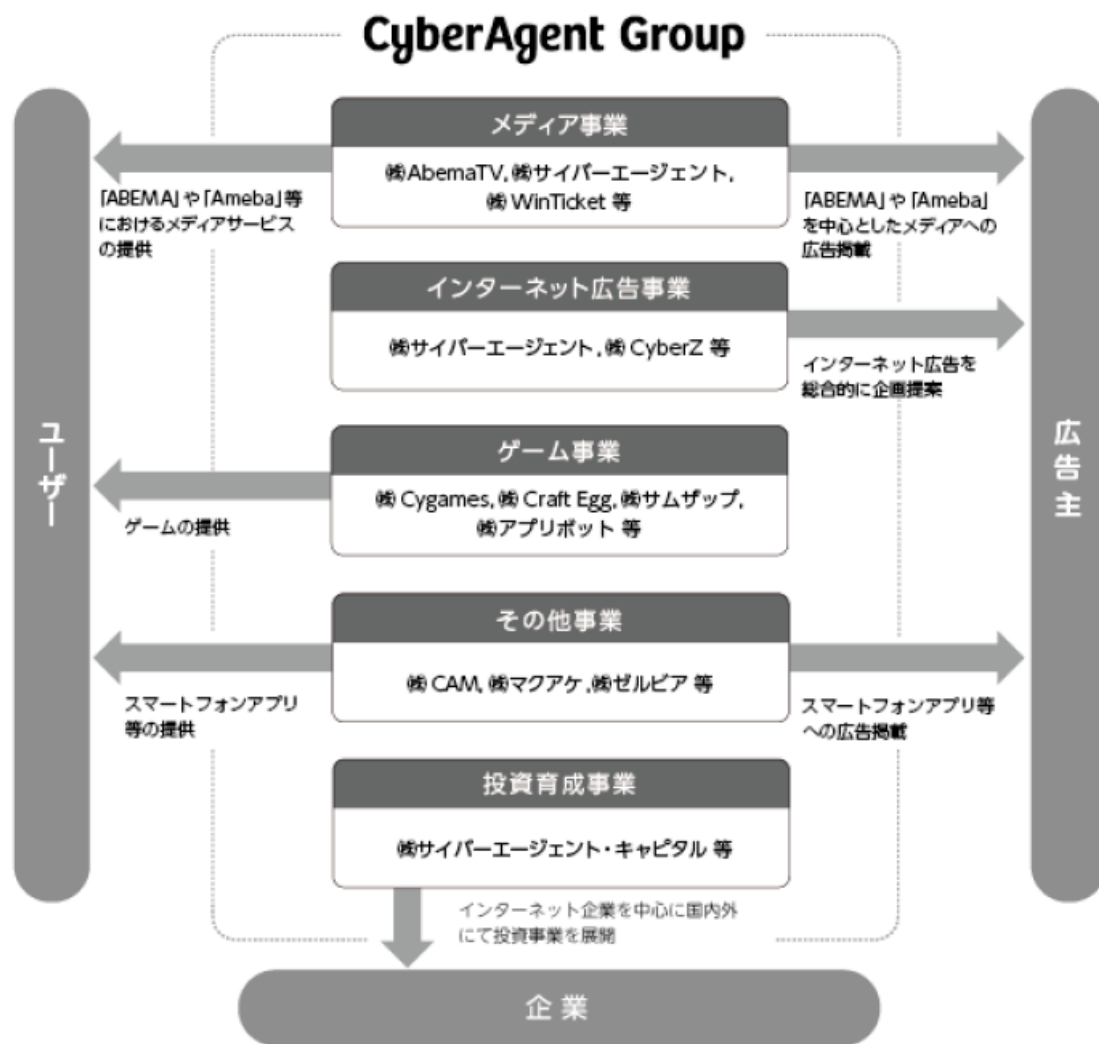 CyberAgent Group
メディア事業
㈱AbemaTV, ㈱サイバーエージェント,
㈱ WinTicket 等
「ABEMA」や「Ameba」等
におけるメディアサービス
の提供
「ABEMA」や「Ameba」
を中心としたメディアへの
広告掲載
インターネット広告事業
㈱サイバーエージェント, ㈱ CyberZ 等
インターネット広告を
総合的に企画提案
ユーザー
広告主
ゲーム事業
㈱ Cygames, ㈱ Craft Egg, ㈱サムザップ,
㈱アプリボット 等
ゲームの提供
その他事業
㈱ CAM, ㈱マクアケ, ㈱ゼルビア 等
スマートフォンアプリ
等の提供
スマートフォンアプリ等
への広告掲載
投資育成事業
㈱サイバーエージェント・キャピタル 等
インターネット企業を中心に国内外
にて投資事業を展開
企業